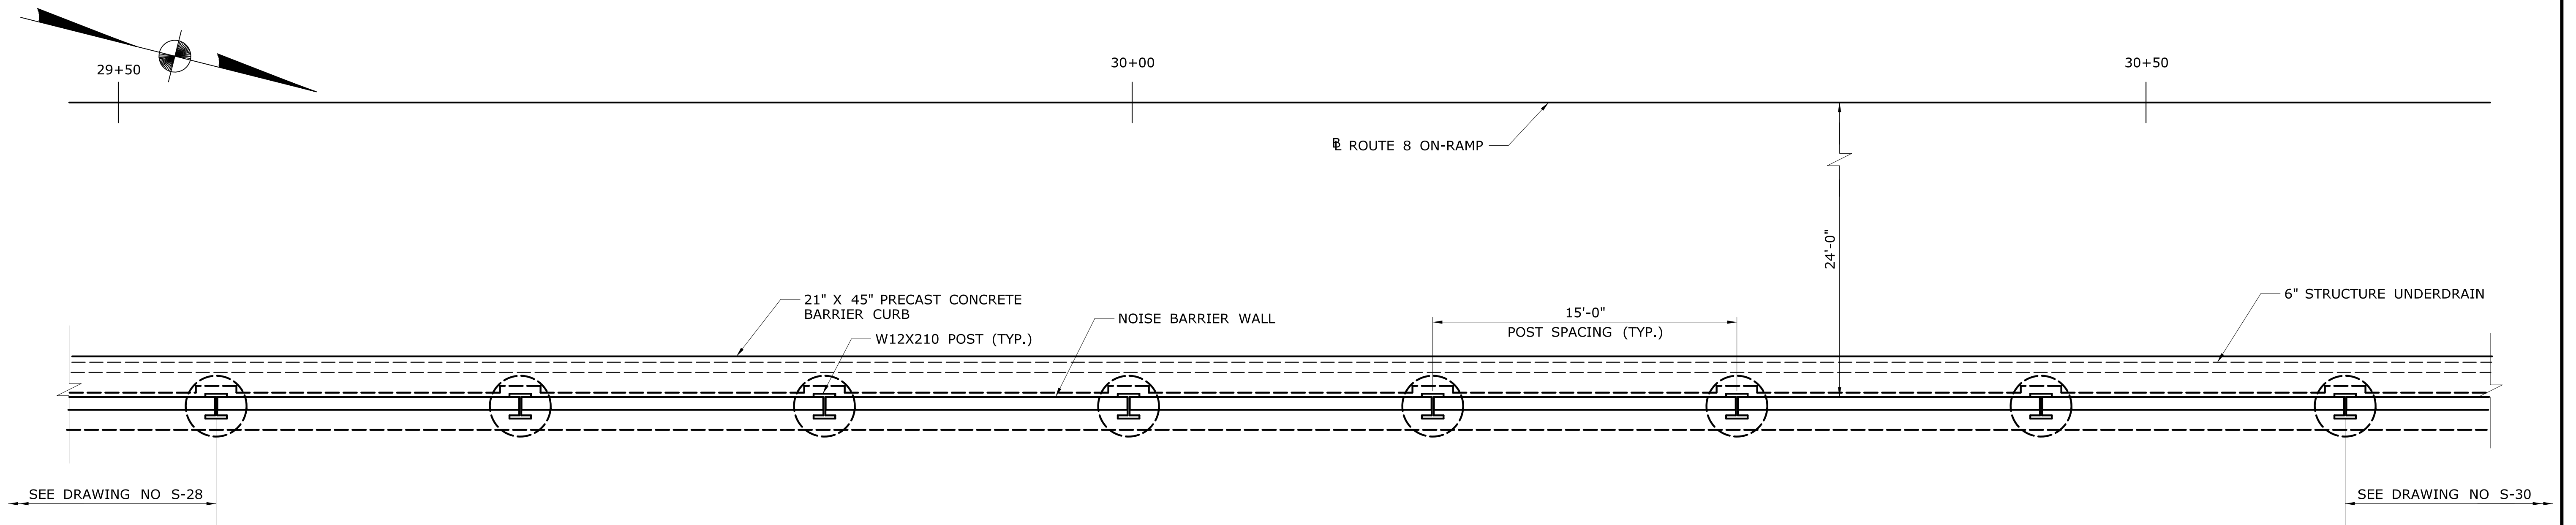 29+50
30+00
30+50
BL ROUTE 8 ON-RAMP
24'-0"
21" X 45" PRECAST CONCRETE
BARRIER CURB
W12X210 POST (TYP.)
NOISE BARRIER WALL
15'-0"
POST SPACING (TYP.)
6" STRUCTURE UNDERDRAIN
SEE DRAWING NO S-28
SEE DRAWING NO S-30